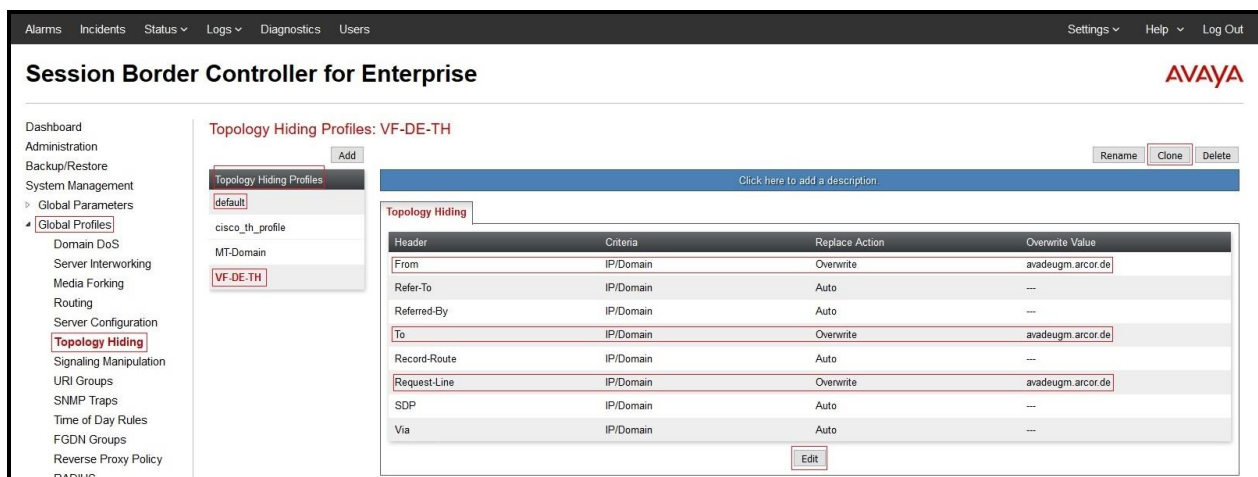 Alarms Incidents Status Logs Diagnostics Users Settings Help Log Out
Session Border Controller for Enterprise
AVAYA
Dashboard
Administration
Backup/Restore
System Management
Global Parameters
Global Profiles
Domain DoS
Server Interworking
Media Forking
Routing
Server Configuration
Topology Hiding
Signaling Manipulation
URI Groups
SNMP Traps
Time of Day Rules
FGDN Groups
Reverse Proxy Policy
RADIUS
Topology Hiding Profiles: VF-DE-TH
Add
Rename Clone Delete
Topology Hiding Profiles
default
cisco_th_profile
MT-Domain
VF-DE-TH
Click here to add a description.
Topology Hiding
Header Criteria Replace Action Overwrite Value
From IP/Domain Overwrite avadeugm.arcor.de
Refer-To IP/Domain Auto ---
Referred-By IP/Domain Auto ---
To IP/Domain Overwrite avadeugm.arcor.de
Record-Route IP/Domain Auto ---
Request-Line IP/Domain Overwrite avadeugm.arcor.de
SDP IP/Domain Auto ---
Via IP/Domain Auto ---
Edit